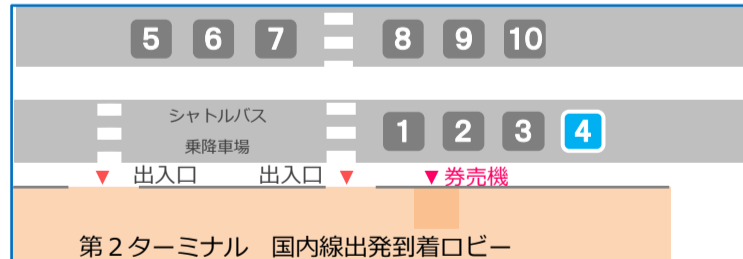 5 6 7 8 9 10
シャトルバス
乗降車場
1 2 3 4
▼ 出入口 出入口 ▼ ▼券売機
第2ターミナル 国内線出発到着ロビー